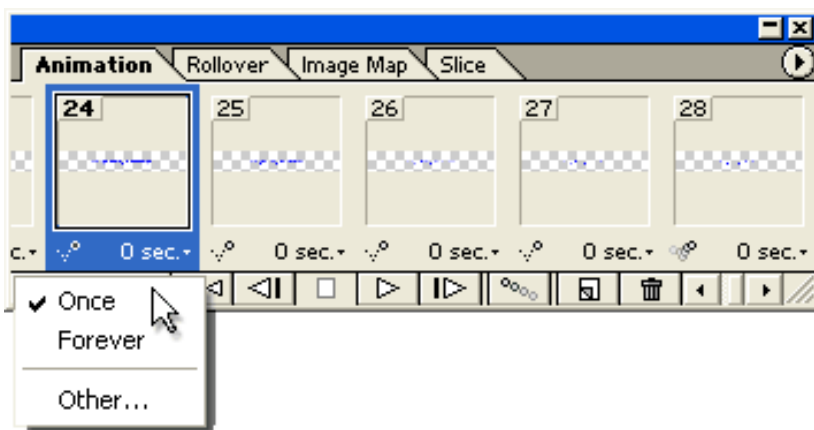 Animation Rollover Image Map Slice
24 25 26 27 28
c. 0 sec. 0 sec. 0 sec. 0 sec. 0 sec.
Once
Forever
Other...